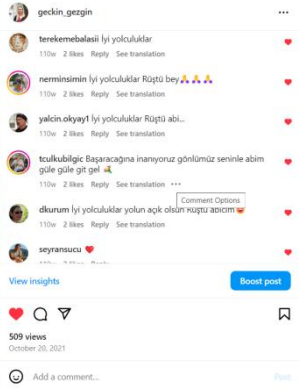 geckin_gezgin
terekemebalasii İyi yolculuklar
110w 2 likes Reply See translation
nerminsimin İyi yolculuklar Rüştü bey🙏🙏🙏
110w 2 likes Reply See translation
yalcin.okyay1 İyi yolculuklar Rüştü abi...
110w 2 likes Reply See translation
tculkubilgic Başaracağına inanıyoruz gönlümüz seninle abim
güle güle git gel
110w 2 likes Reply See translation
Comment Options
dkurum İyi yolculuklar yolun açık olsun Rüştü abicim
110w 2 likes Reply See translation
seyransucu ❤️
View insights
Boost post
509 views
October 20, 2021
Add a comment...
Post